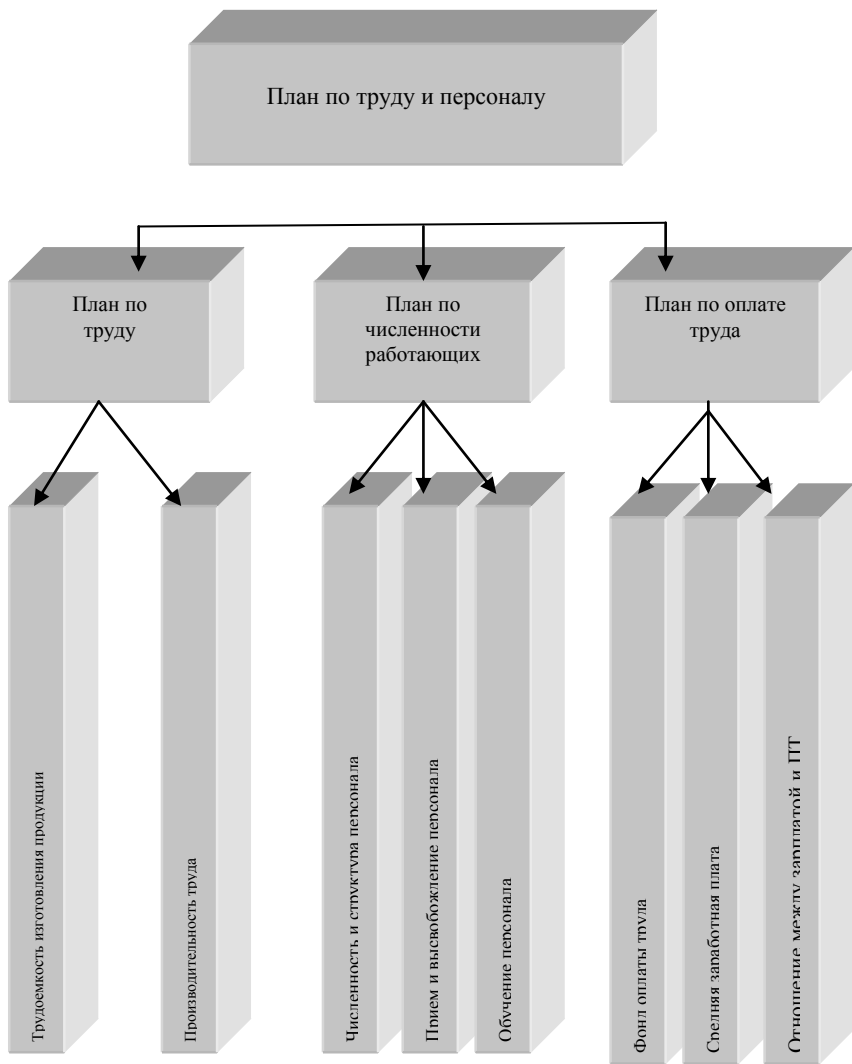 План по труду и персоналу
План по
труду
План по
численности
работающих
План по оплате
труда
Трудоемкость изготовления продукции
Производительность труда
Численность и структура персонала
Прием и высвобождение персонала
Обучение персонала
Фонд оплаты труда
Средняя заработная плата
Отношение между зарплатой и ПТ